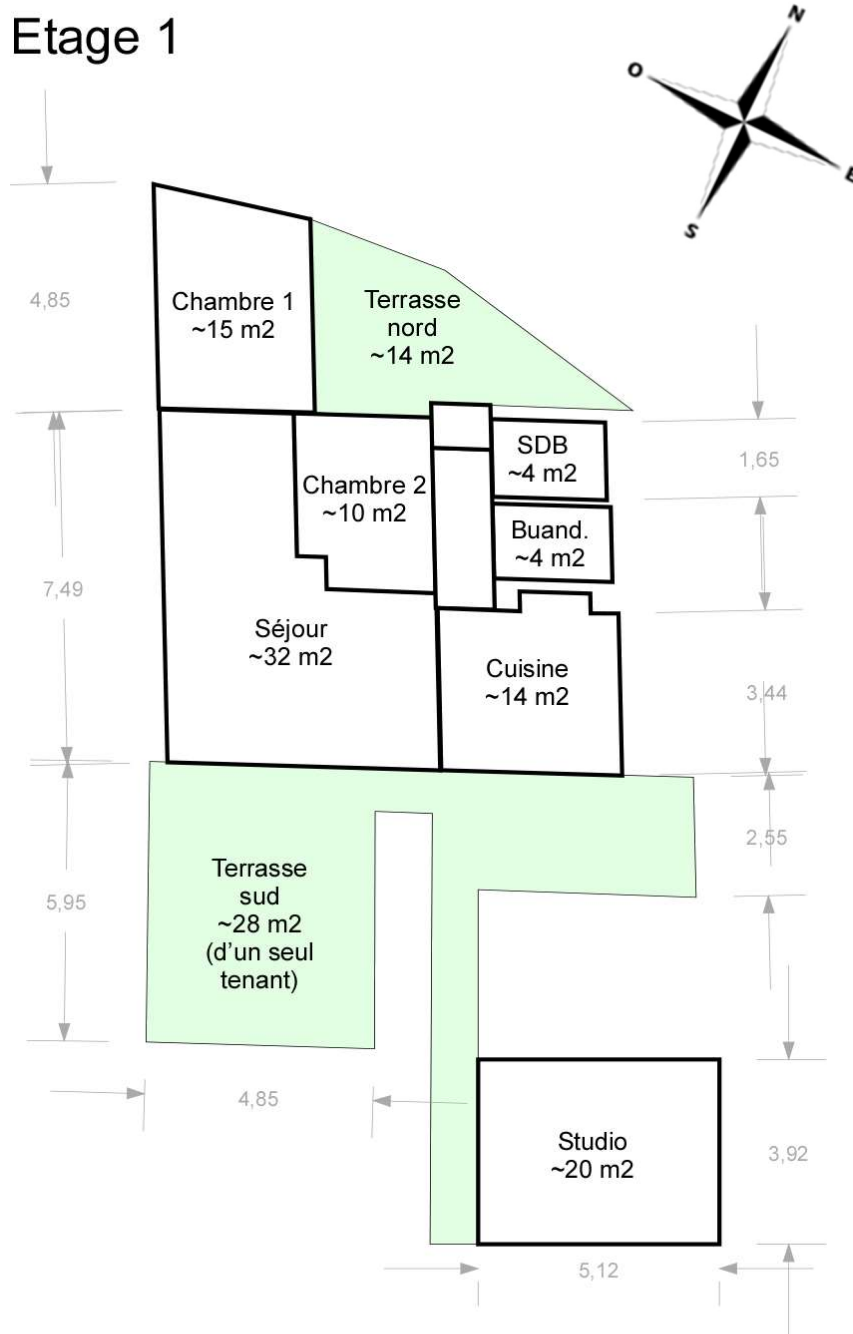 Etage 1
N
O
E
S
4,85
Chambre 1
~15 m2
Terrasse
nord
~14 m2
SDB
~4 m2
1,65
Chambre 2
~10 m2
Buand.
~4 m2
7,49
Séjour
~32 m2
Cuisine
~14 m2
3,44
2,55
Terrasse
sud
~28 m2
(d'un seul
tenant)
5,95
4,85
Studio
~20 m2
3,92
5,12